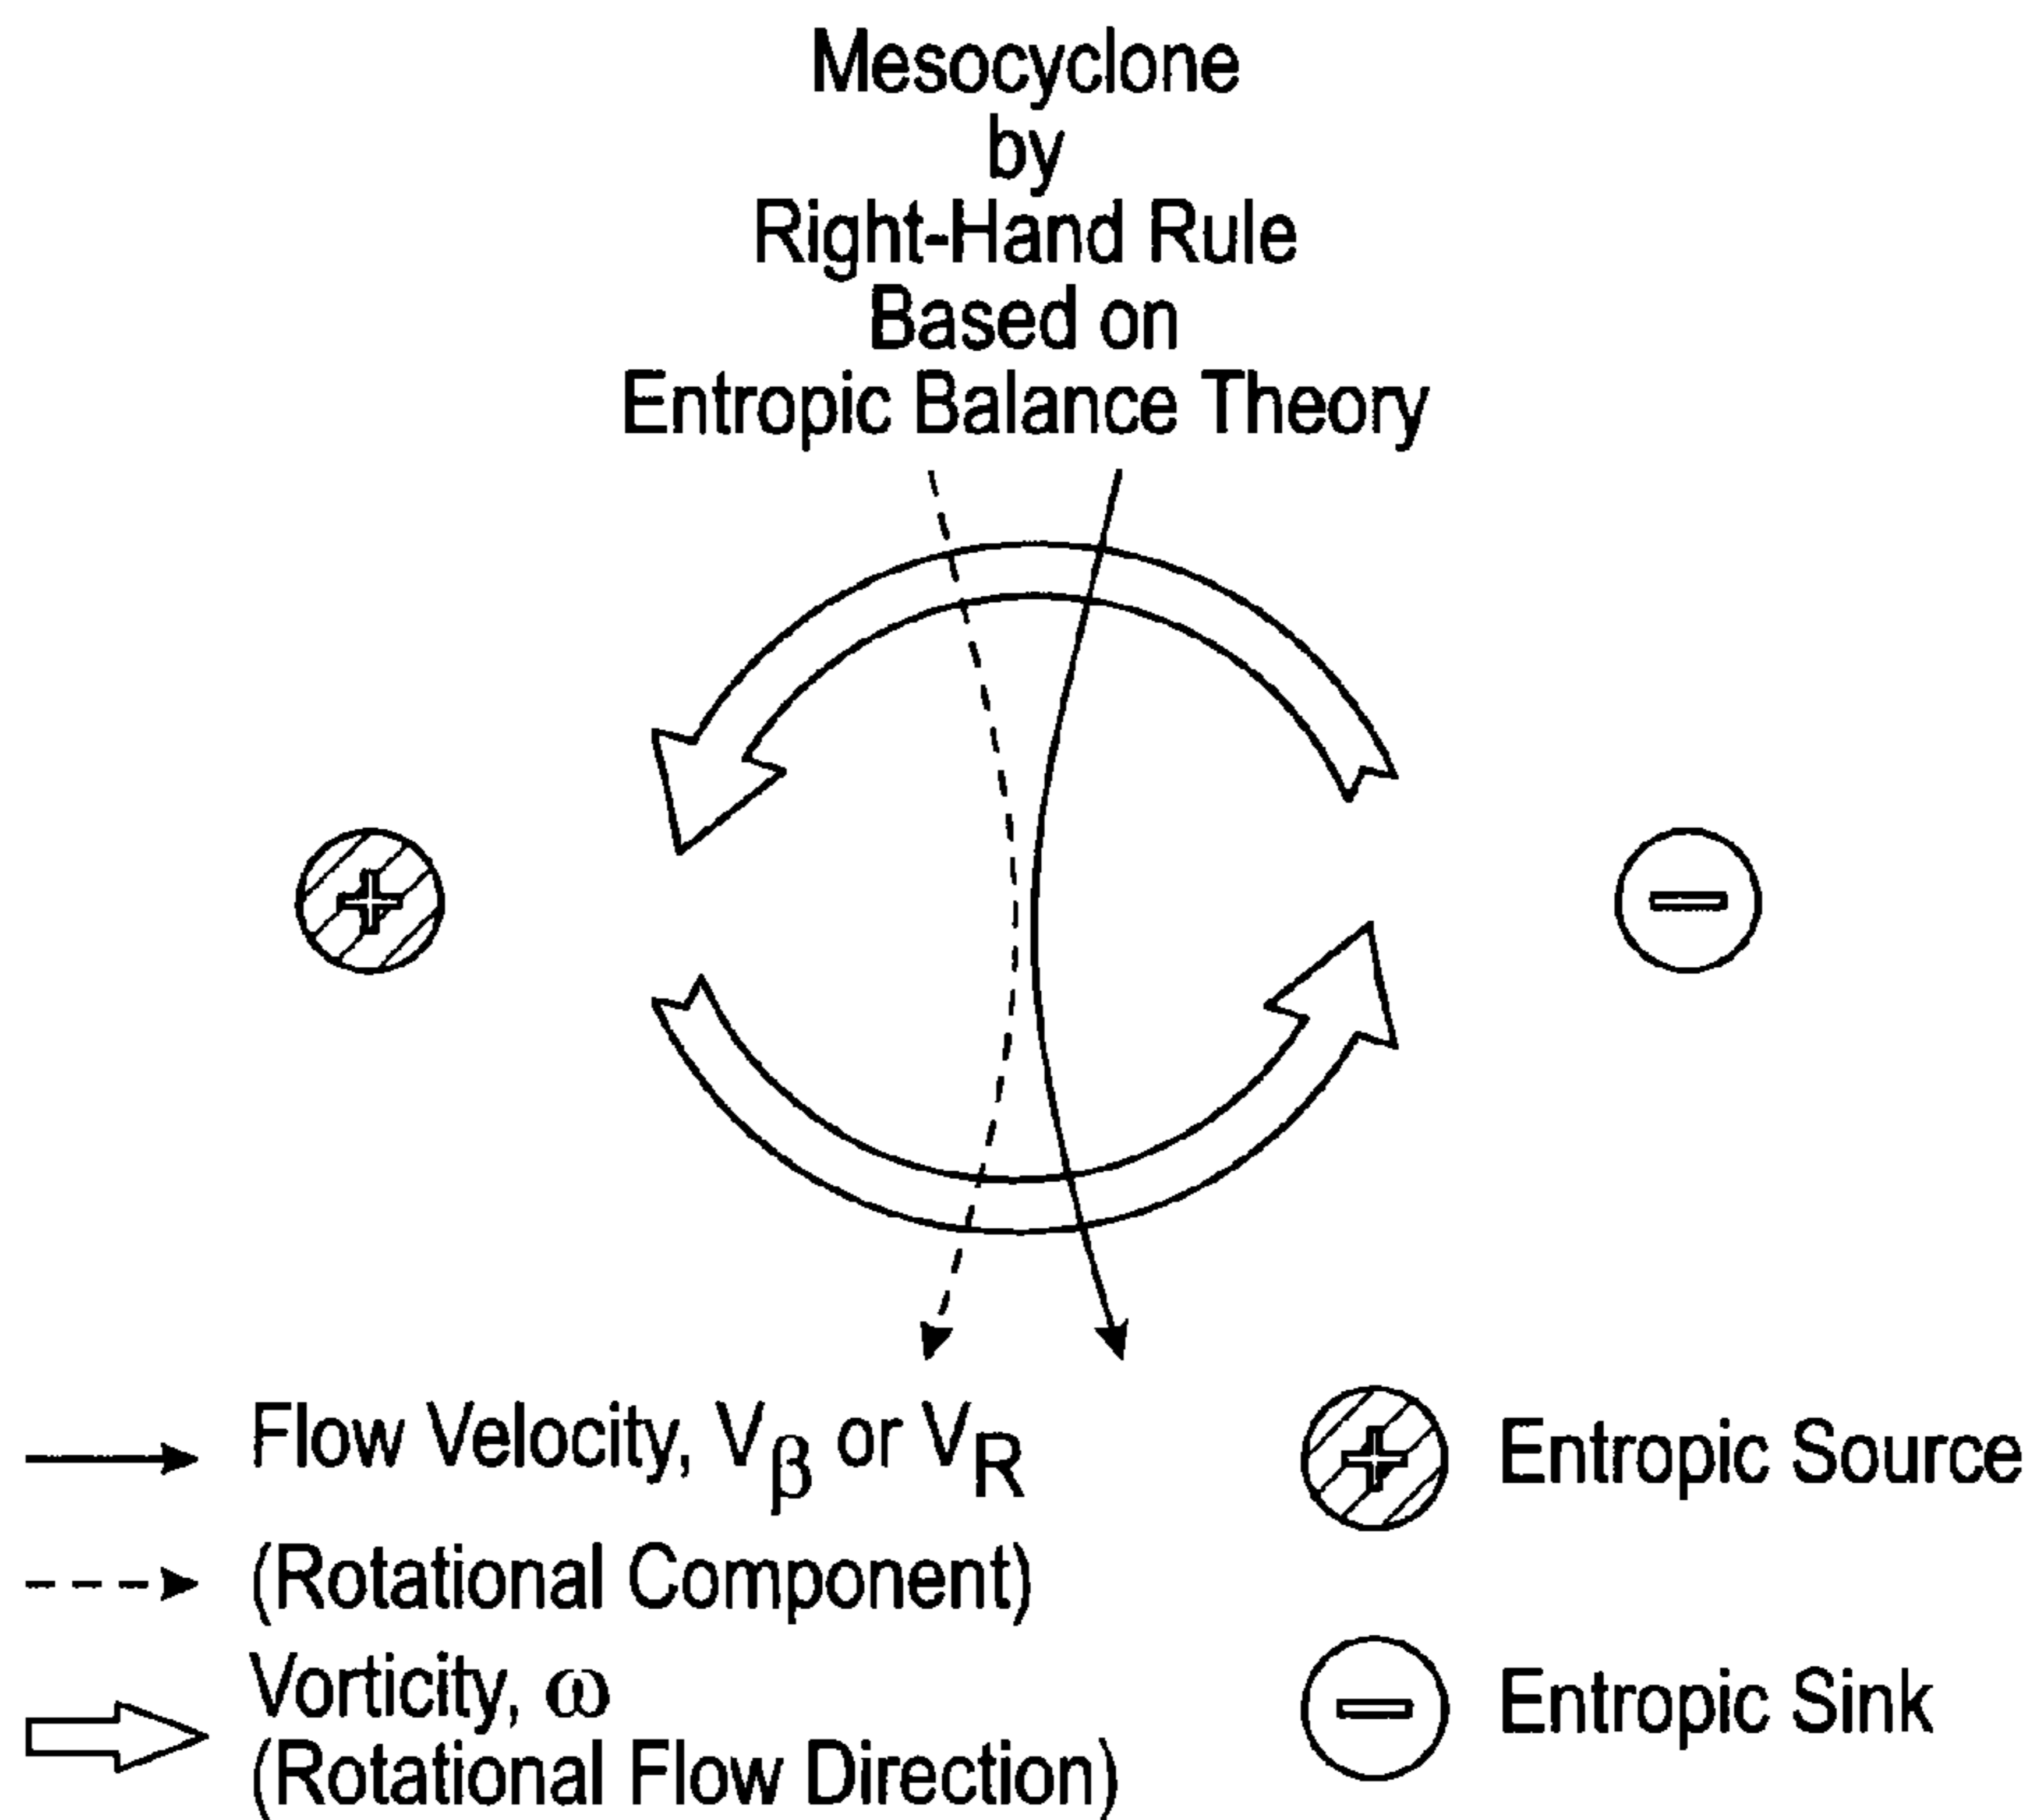 Mesocyclone
by
Right-Hand Rule
Based on
Entropic Balance Theory
+
−
Flow Velocity, Vβ or VR
(Rotational Component)
Vorticity, ω
(Rotational Flow Direction)
+ Entropic Source
− Entropic Sink